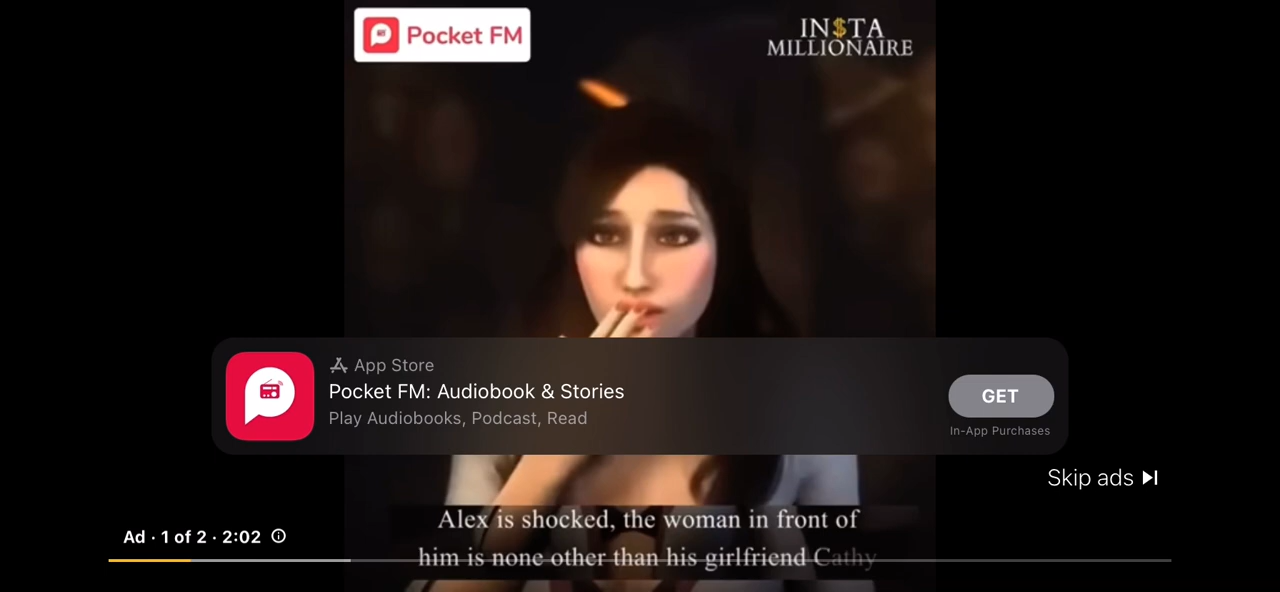 Pocket FM
IN$TA
MILLIONAIRE
App Store
Pocket FM: Audiobook & Stories
Play Audiobooks, Podcast, Read
GET
In-App Purchases
Skip ads
Ad · 1 of 2 · 2:02
Alex is shocked, the woman in front of
him is none other than his girlfriend Cathy